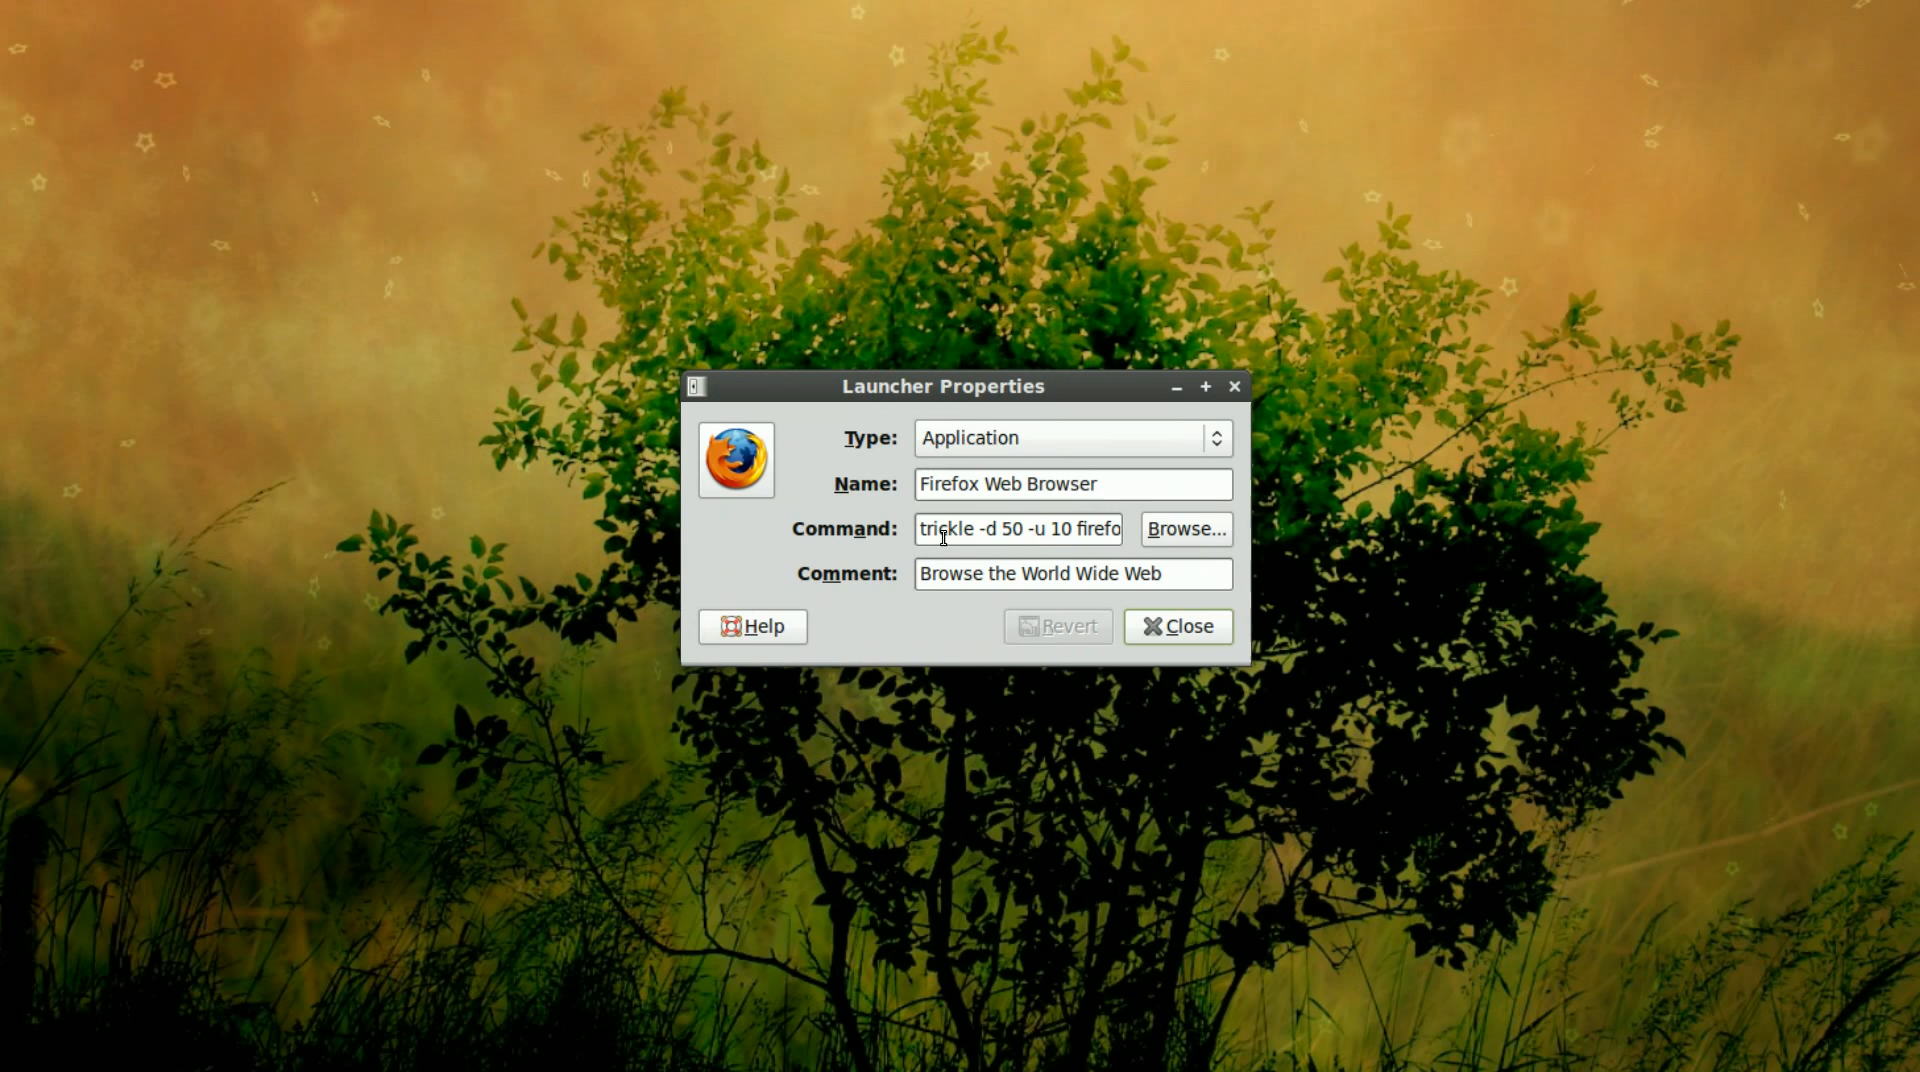 Launcher Properties
Type: Application
Name: Firefox Web Browser
Command: trickle -d 50 -u 10 firefo Browse...
Comment: Browse the World Wide Web
Help Revert Close